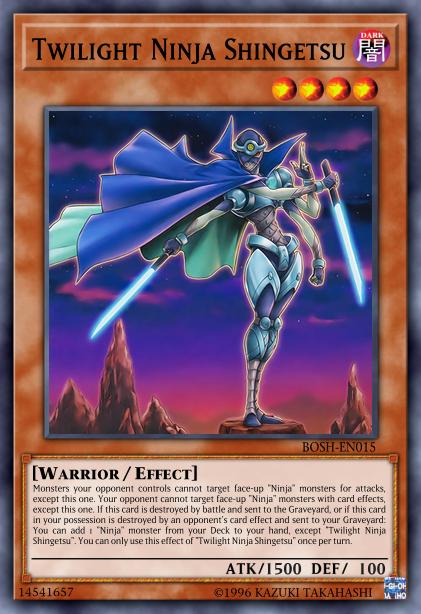 Twilight Ninja Shingetsu
DARK
闇
BOSH-EN015
[Warrior / Effect]
Monsters your opponent controls cannot target face-up "Ninja" monsters for attacks,
except this one. Your opponent cannot target face-up "Ninja" monsters with card effects,
except this one. If this card is destroyed by battle and sent to the Graveyard, or if this card
in your possession is destroyed by an opponent's card effect and sent to your Graveyard:
You can add 1 "Ninja" monster from your Deck to your hand, except "Twilight Ninja
Shingetsu". You can only use this effect of "Twilight Ninja Shingetsu" once per turn.
ATK/1500 DEF/ 100
14541657
©1996 KAZUKI TAKAHASHI